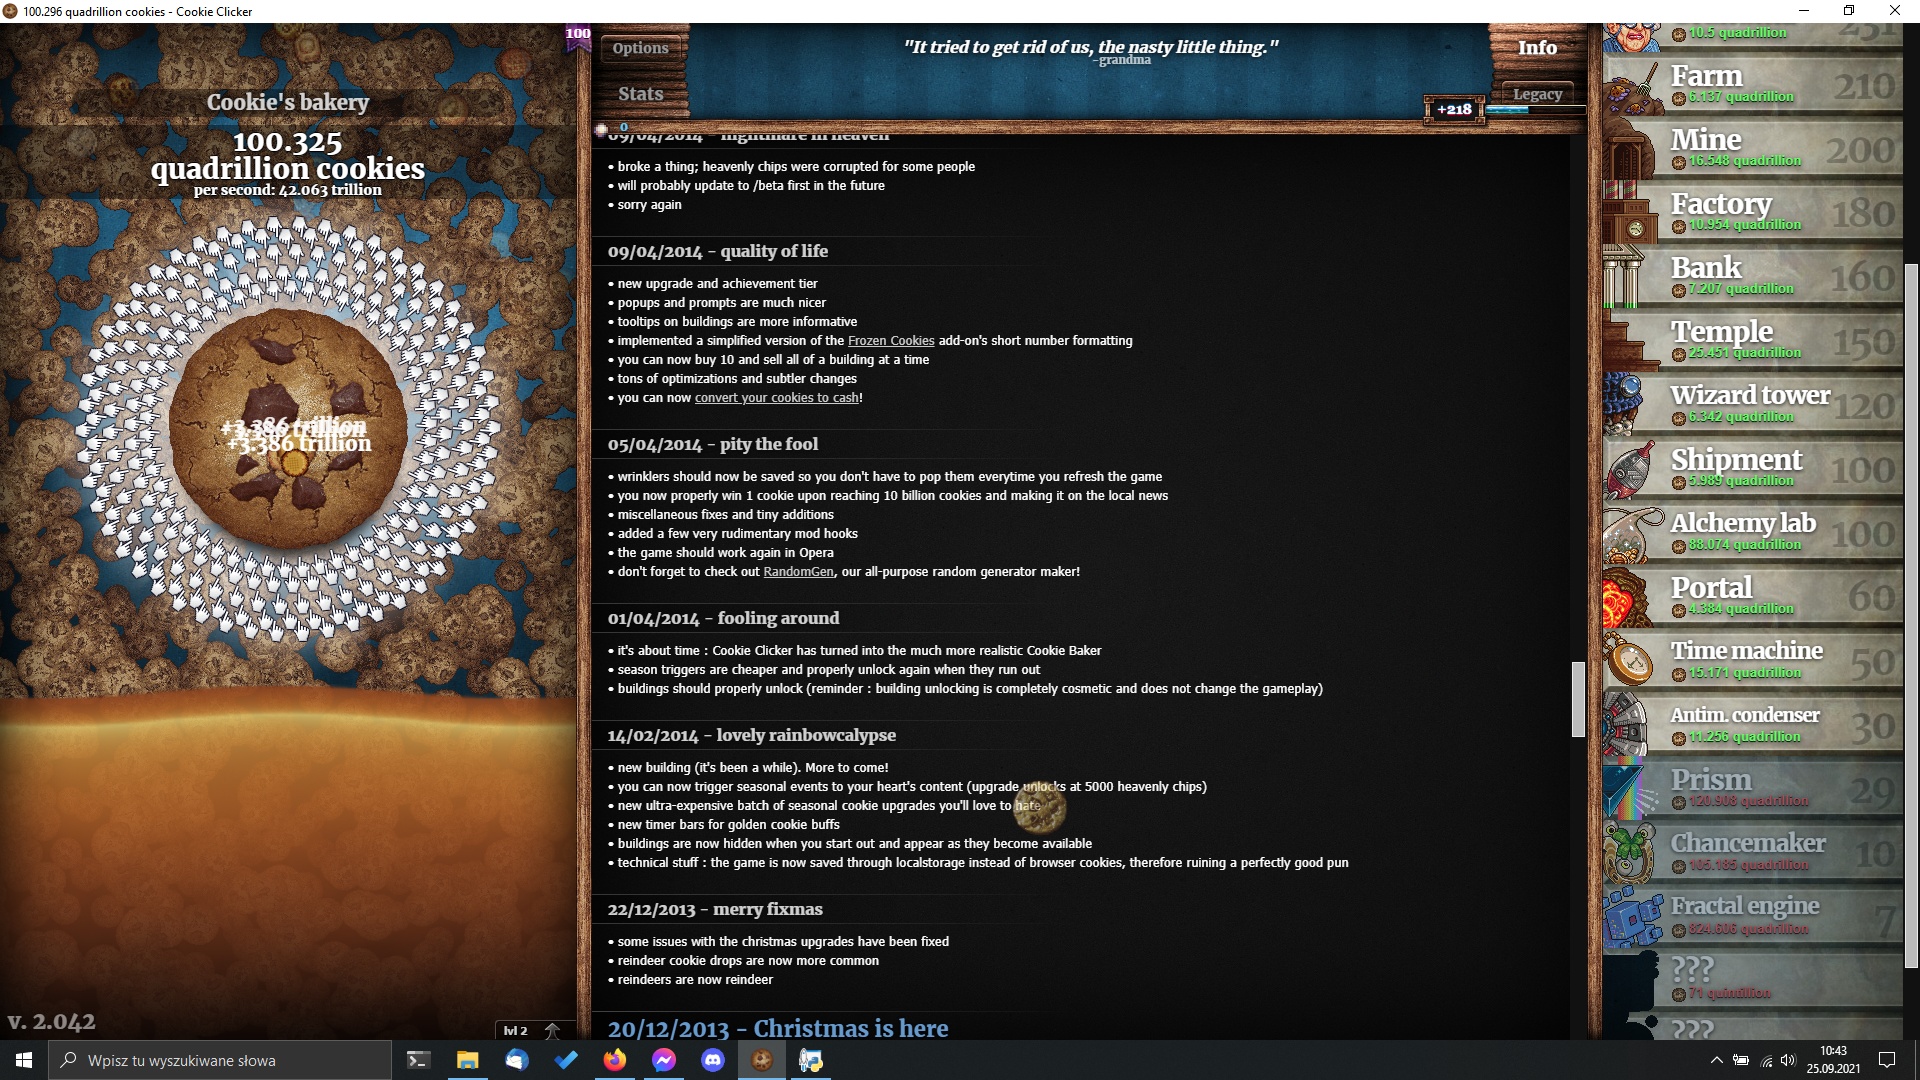 100.296 quadrillion cookies - Cookie Clicker
Cookie's bakery
100.325
quadrillion cookies
per second: 42.063 trillion
+3.386 trillion
+3.386 trillion
+3.386 trillion
v. 2.042
lvl 2
100
Options
Stats
"It tried to get rid of us, the nasty little thing."
-grandma
Info
Legacy
+218
0
09/04/2014 - nightmare in heaven
• broke a thing; heavenly chips were corrupted for some people
• will probably update to /beta first in the future
• sorry again
09/04/2014 - quality of life
• new upgrade and achievement tier
• popups and prompts are much nicer
• tooltips on buildings are more informative
• implemented a simplified version of the Frozen Cookies add-on's short number formatting
• you can now buy 10 and sell all of a building at a time
• tons of optimizations and subtler changes
• you can now convert your cookies to cash!
05/04/2014 - pity the fool
• wrinklers should now be saved so you don't have to pop them everytime you refresh the game
• you now properly win 1 cookie upon reaching 10 billion cookies and making it on the local news
• miscellaneous fixes and tiny additions
• added a few very rudimentary mod hooks
• the game should work again in Opera
• don't forget to check out RandomGen, our all-purpose random generator maker!
01/04/2014 - fooling around
• it's about time : Cookie Clicker has turned into the much more realistic Cookie Baker
• season triggers are cheaper and properly unlock again when they run out
• buildings should properly unlock (reminder : building unlocking is completely cosmetic and does not change the gameplay)
14/02/2014 - lovely rainbowcalypse
• new building (it's been a while). More to come!
• you can now trigger seasonal events to your heart's content (upgrade unlocks at 5000 heavenly chips)
• new ultra-expensive batch of seasonal cookie upgrades you'll love to hate
• new timer bars for golden cookie buffs
• buildings are now hidden when you start out and appear as they become available
• technical stuff : the game is now saved through localstorage instead of browser cookies, therefore ruining a perfectly good pun
22/12/2013 - merry fixmas
• some issues with the christmas upgrades have been fixed
• reindeer cookie drops are now more common
• reindeers are now reindeer
20/12/2013 - Christmas is here
10.5 quadrillion 231
Farm
6.137 quadrillion 210
Mine
16.548 quadrillion 200
Factory
10.954 quadrillion 180
Bank
7.207 quadrillion 160
Temple
25.451 quadrillion 150
Wizard tower
6.342 quadrillion 120
Shipment
5.989 quadrillion 100
Alchemy lab
88.074 quadrillion 100
Portal
4.384 quadrillion 60
Time machine
15.171 quadrillion 50
Antim. condenser
11.256 quadrillion 30
Prism
120.908 quadrillion 29
Chancemaker
105.185 quadrillion 10
Fractal engine
824.606 quadrillion 7
???
71 quintillion
???
Wpisz tu wyszukiwane słowa
10:43
25.09.2021